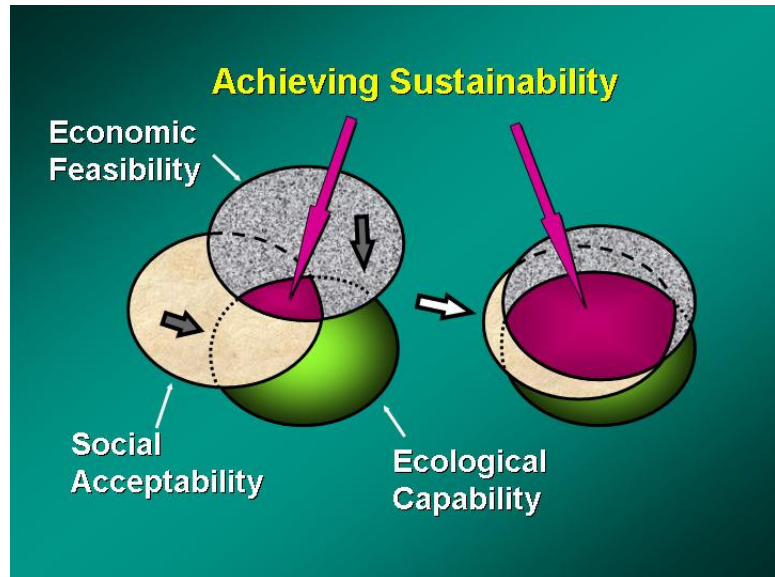 Achieving Sustainability
Economic
Feasibility
Social
Acceptability
Ecological
Capability